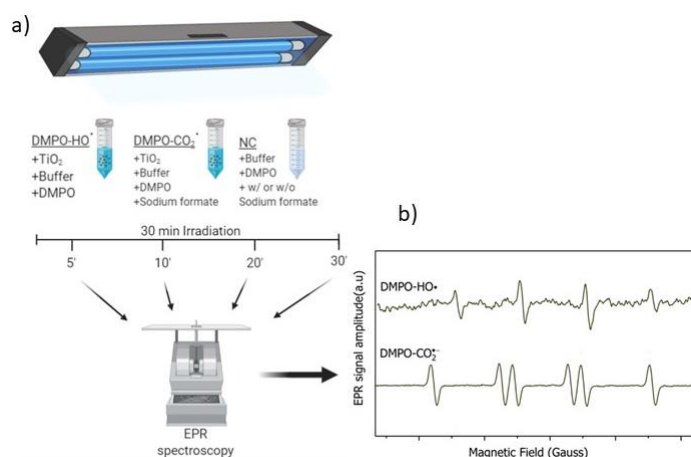 a)
DMPO-HO˙
+TiO₂
+Buffer
+DMPO
DMPO-CO₂˙
+TiO₂
+Buffer
+DMPO
+Sodium formate
NC
+Buffer
+DMPO
+ w/ or w/o
Sodium formate
30 min Irradiation
5'
10'
20'
30'
EPR
spectroscopy
b)
EPR signal amplitude(a.u)
DMPO-HO•
DMPO-CO₂•⁻
Magnetic Field (Gauss)